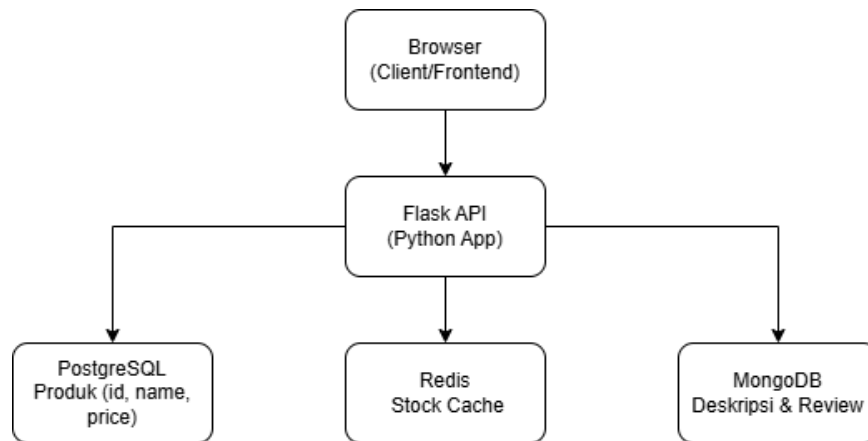 Browser
(Client/Frontend)
Flask API
(Python App)
PostgreSQL
Produk (id, name,
price)
Redis
Stock Cache
MongoDB
Deskripsi & Review